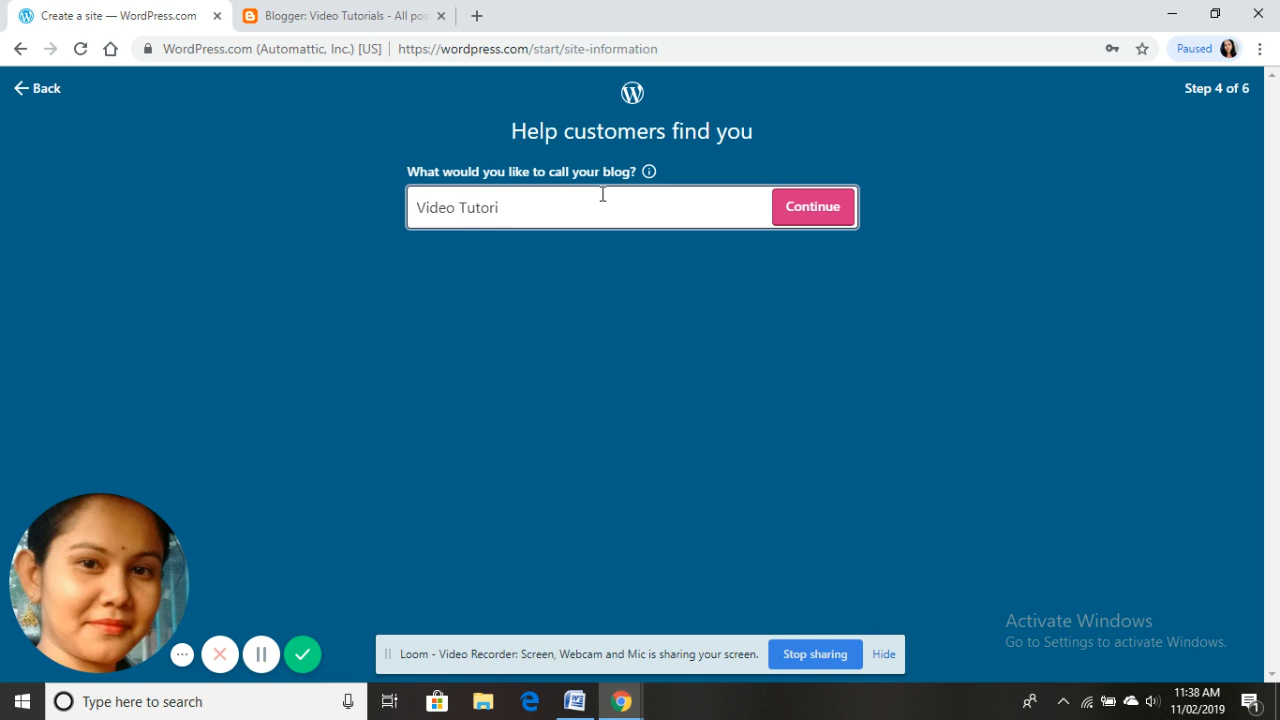 Create a site — WordPress.com
Blogger: Video Tutorials - All pos
WordPress.com (Automattic, Inc.) [US]
https://wordpress.com/start/site-information
Paused
Back
Step 4 of 6
Help customers find you
What would you like to call your blog?
Video Tutori
Continue
Activate Windows
Go to Settings to activate Windows.
Loom - Video Recorder: Screen, Webcam and Mic is sharing your screen.
Stop sharing
Hide
Type here to search
11:38 AM
11/02/2019
1